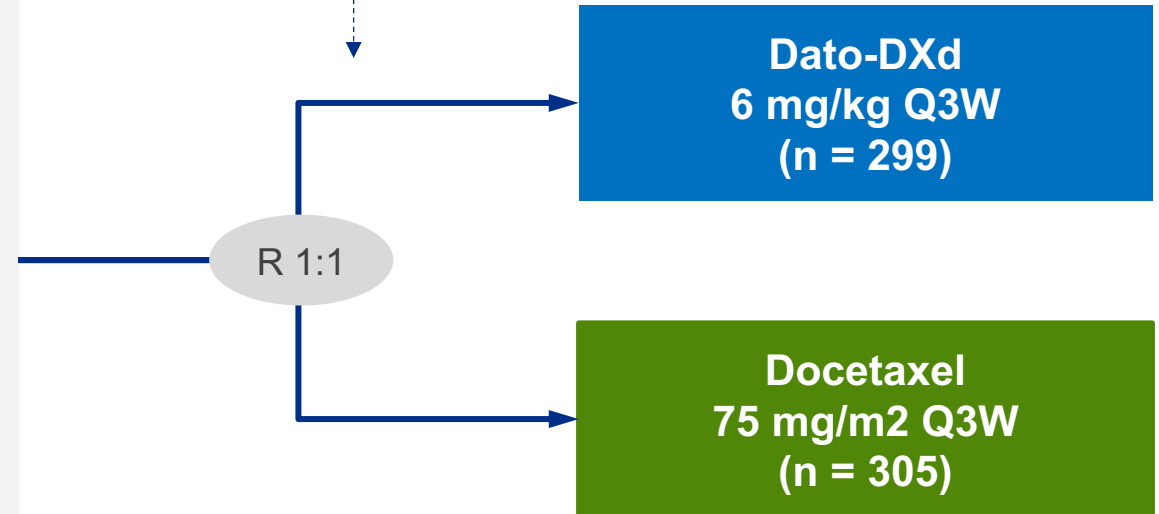 Dato-DXd
6 mg/kg Q3W
(n = 299)
R 1:1
Docetaxel
75 mg/m2 Q3W
(n = 305)